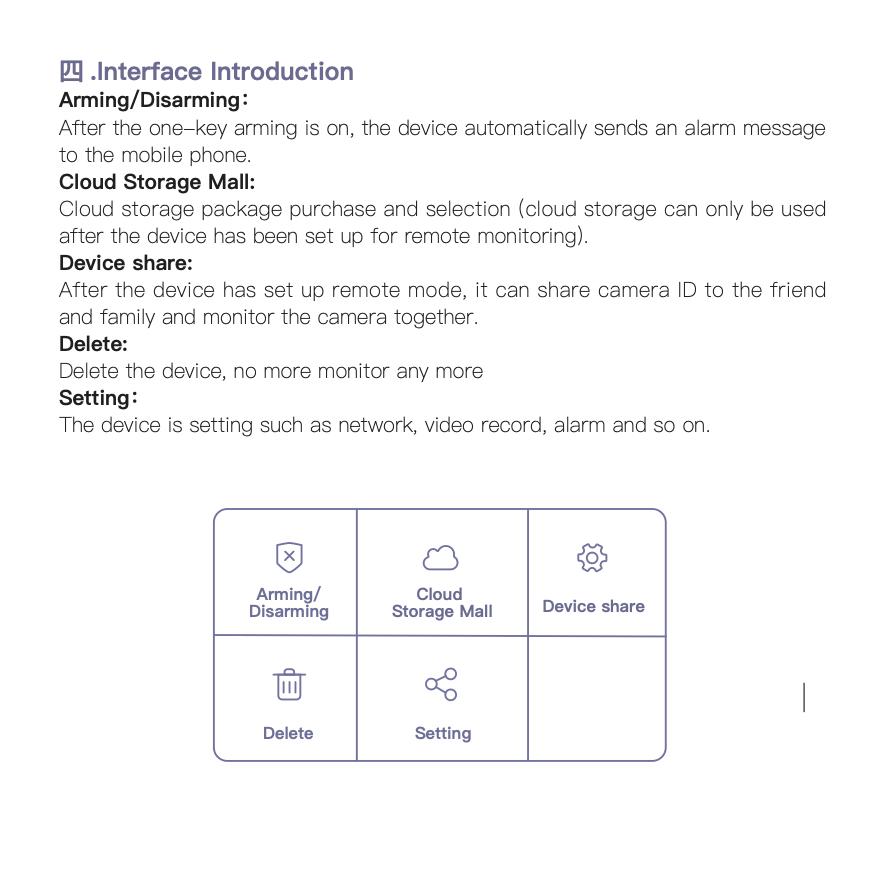 四 .Interface Introduction
Arming/Disarming：
After the one–key arming is on, the device automatically sends an alarm message
to the mobile phone.
Cloud Storage Mall:
Cloud storage package purchase and selection (cloud storage can only be used
after the device has been set up for remote monitoring).
Device share:
After the device has set up remote mode, it can share camera ID to the friend
and family and monitor the camera together.
Delete:
Delete the device, no more monitor any more
Setting：
The device is setting such as network, video record, alarm and so on.
Arming/
Disarming
Cloud
Storage Mall
Device share
Delete
Setting